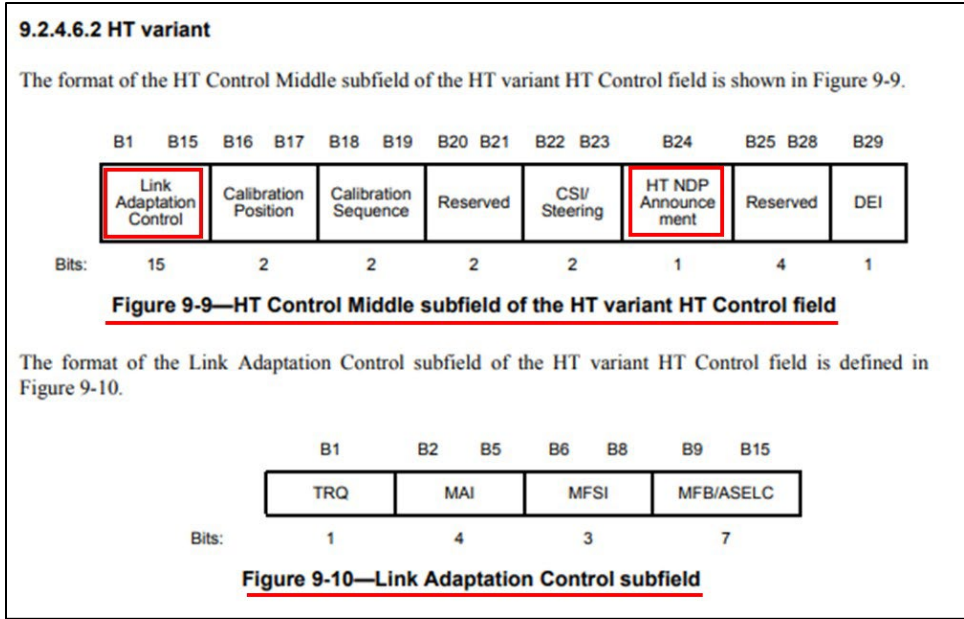 9.2.4.6.2 HT variant
The format of the HT Control Middle subfield of the HT variant HT Control field is shown in Figure 9-9.
B1 B15 B16 B17 B18 B19 B20 B21 B22 B23 B24 B25 B28 B29
Link
Adaptation
Control
Calibration
Position
Calibration
Sequence
Reserved
CSI/
Steering
HT NDP
Announce
ment
Reserved
DEI
Bits: 15 2 2 2 2 1 4 1
Figure 9-9—HT Control Middle subfield of the HT variant HT Control field
The format of the Link Adaptation Control subfield of the HT variant HT Control field is defined in
Figure 9-10.
B1 B2 B5 B6 B8 B9 B15
TRQ MAI MFSI MFB/ASELC
Bits: 1 4 3 7
Figure 9-10—Link Adaptation Control subfield